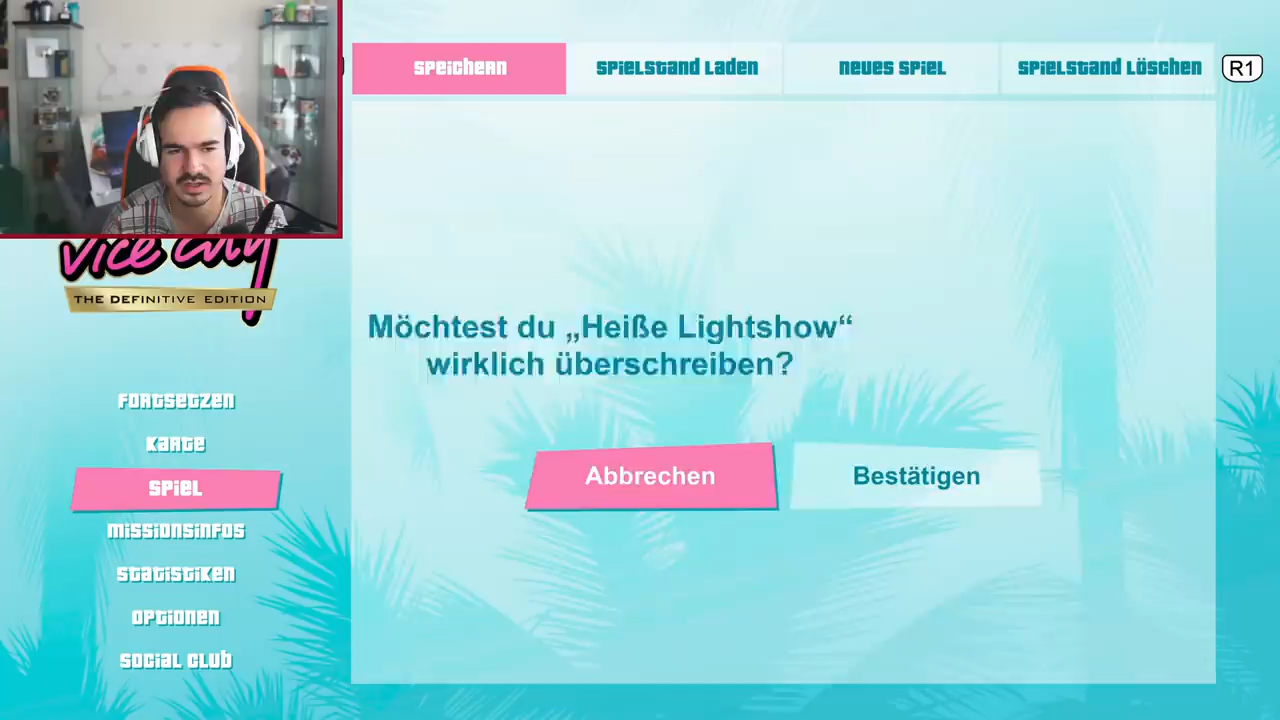 SPEICHERN
SPIELSTAND LADEN
NEUES SPIEL
SPIELSTAND LÖSCHEN
R1
Vice City
THE DEFINITIVE EDITION
Möchtest du „Heiße Lightshow“
wirklich überschreiben?
Abbrechen
Bestätigen
FORTSETZEN
KARTE
SPIEL
MISSIONSINFOS
STATISTIKEN
OPTIONEN
SOCIAL CLUB